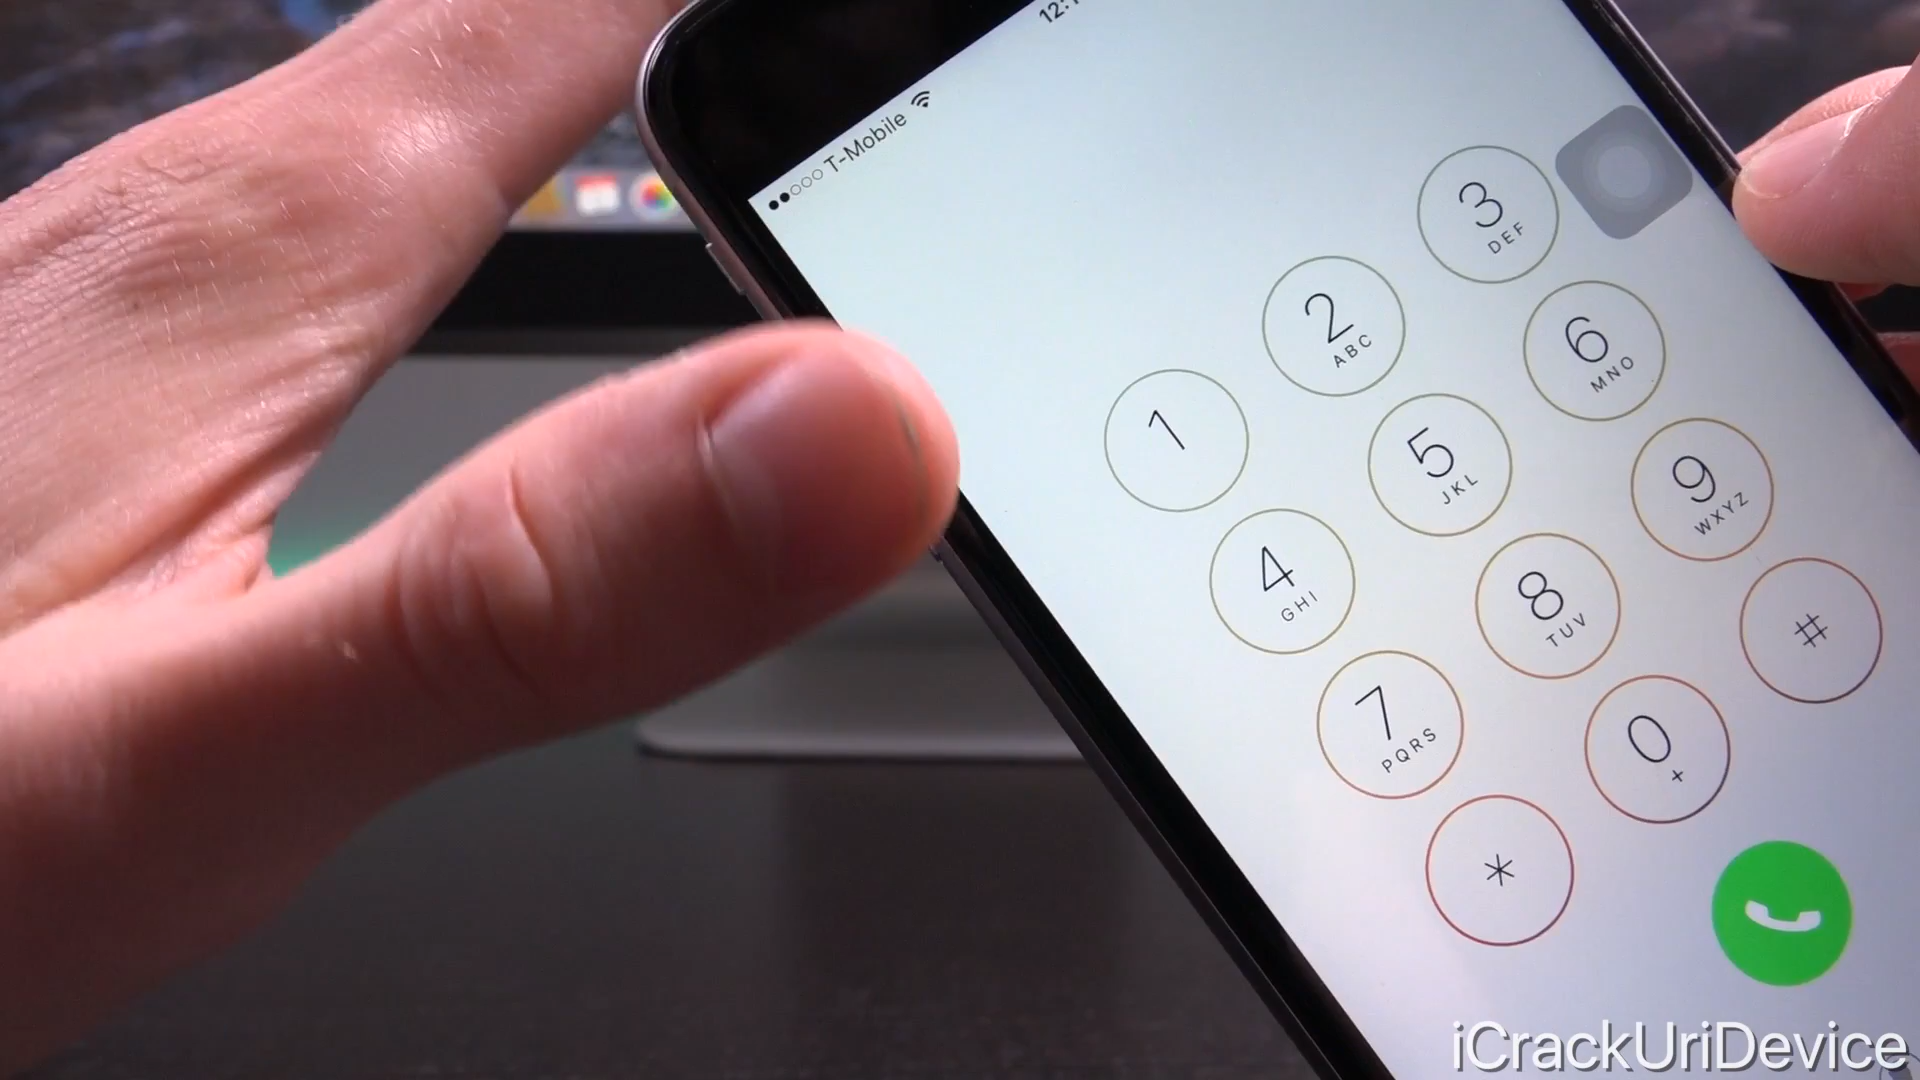 T-Mobile
1
2
ABC
3
DEF
4
GHI
5
JKL
6
MNO
7
PQRS
8
TUV
9
WXYZ
*
0
+
#
iCrackUriDevice